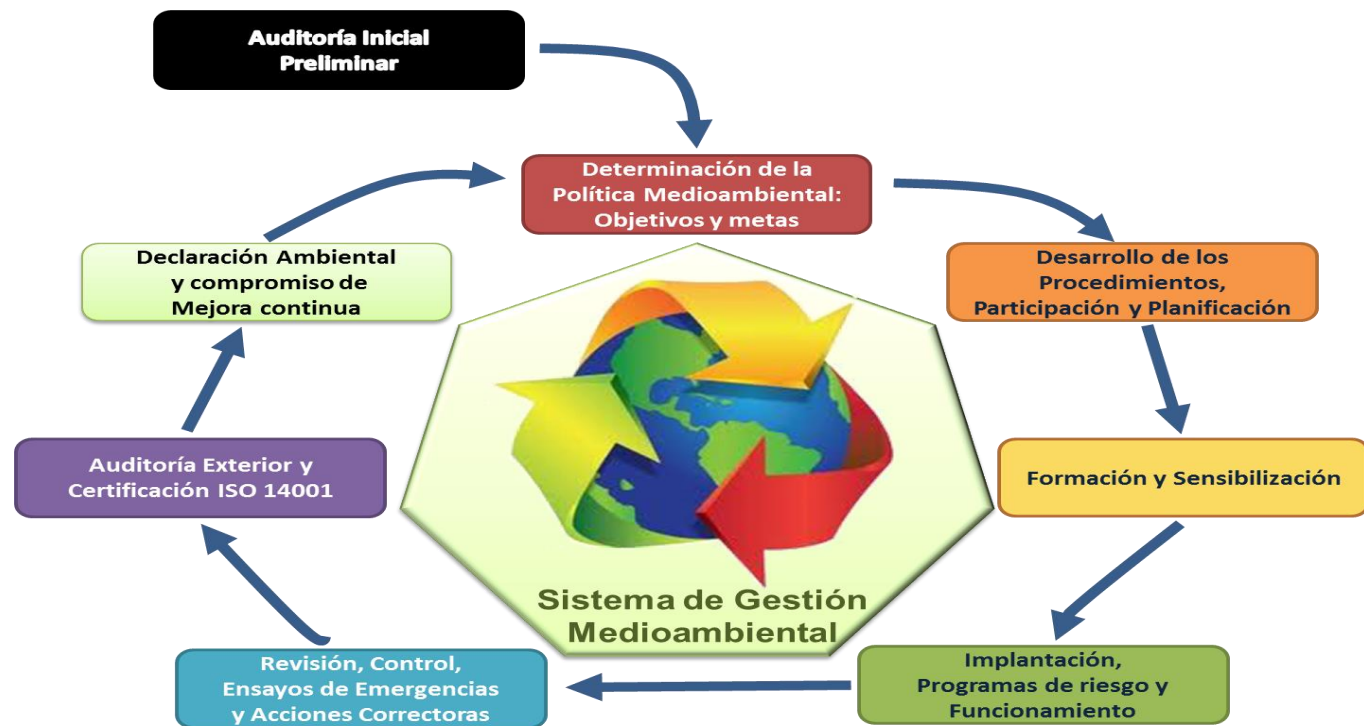 Auditoría Inicial
Preliminar
Determinación de la
Política Medioambiental:
Objetivos y metas
Desarrollo de los
Procedimientos,
Participación y Planificación
Formación y Sensibilización
Implantación,
Programas de riesgo y
Funcionamiento
Revisión, Control,
Ensayos de Emergencias
y Acciones Correctoras
Auditoría Exterior y
Certificación ISO 14001
Declaración Ambiental
y compromiso de
Mejora continua
Sistema de Gestión
Medioambiental